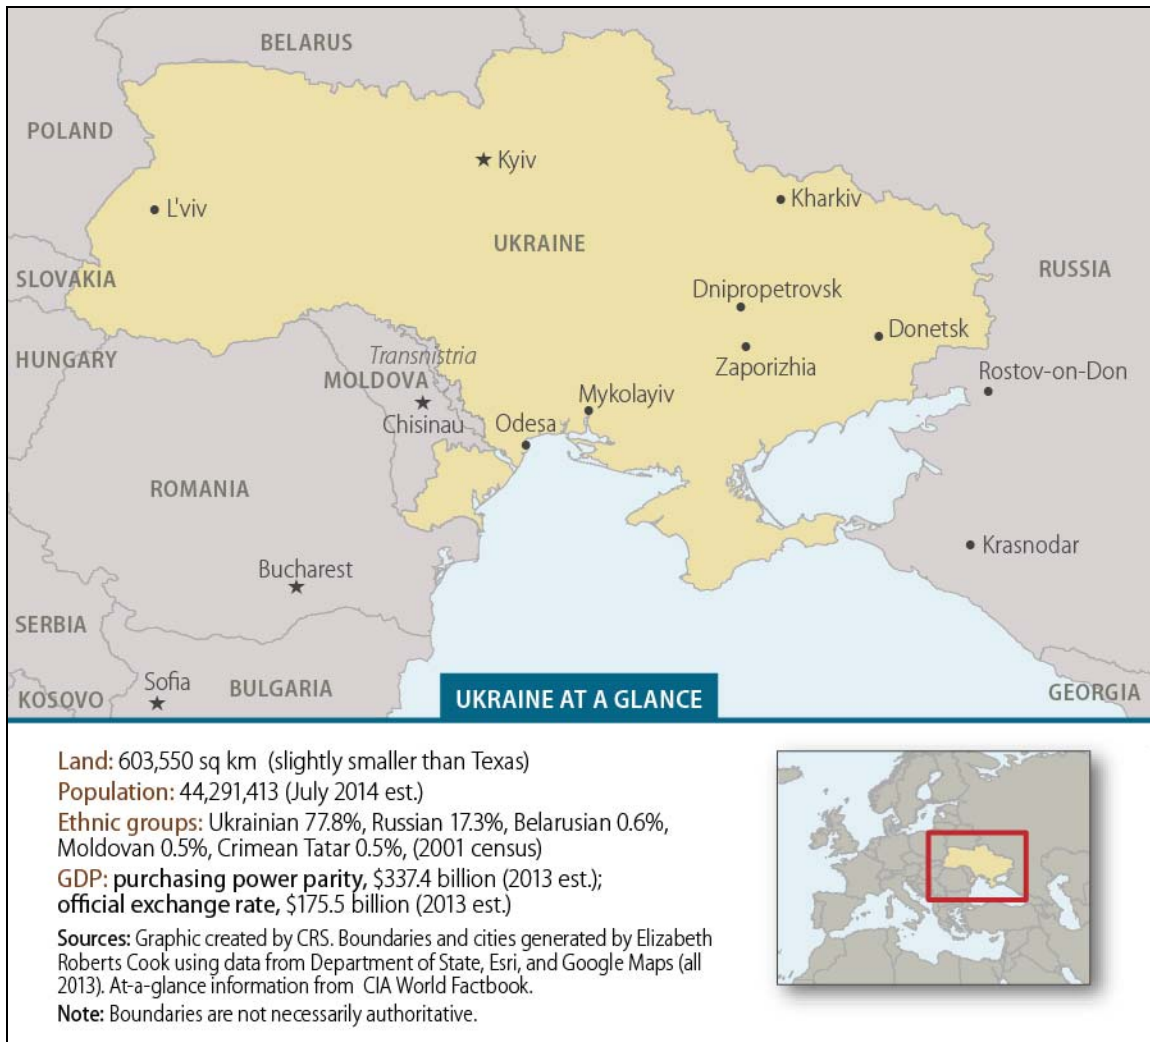 BELARUS
POLAND
Kyiv
L'viv
Kharkiv
UKRAINE
SLOVAKIA
RUSSIA
Dnipropetrovsk
Donetsk
HUNGARY
Transnistria
MOLDOVA
Zaporizhia
Rostov-on-Don
Mykolayiv
Chisinau
Odesa
ROMANIA
Krasnodar
Bucharest
SERBIA
Sofia
KOSOVO
BULGARIA
GEORGIA
UKRAINE AT A GLANCE
Land: 603,550 sq km (slightly smaller than Texas)
Population: 44,291,413 (July 2014 est.)
Ethnic groups: Ukrainian 77.8%, Russian 17.3%, Belarusian 0.6%,
Moldovan 0.5%, Crimean Tatar 0.5%, (2001 census)
GDP: purchasing power parity, $337.4 billion (2013 est.);
official exchange rate, $175.5 billion (2013 est.)
Sources: Graphic created by CRS. Boundaries and cities generated by Elizabeth
Roberts Cook using data from Department of State, Esri, and Google Maps (all
2013). At-a-glance information from CIA World Factbook.
Note: Boundaries are not necessarily authoritative.